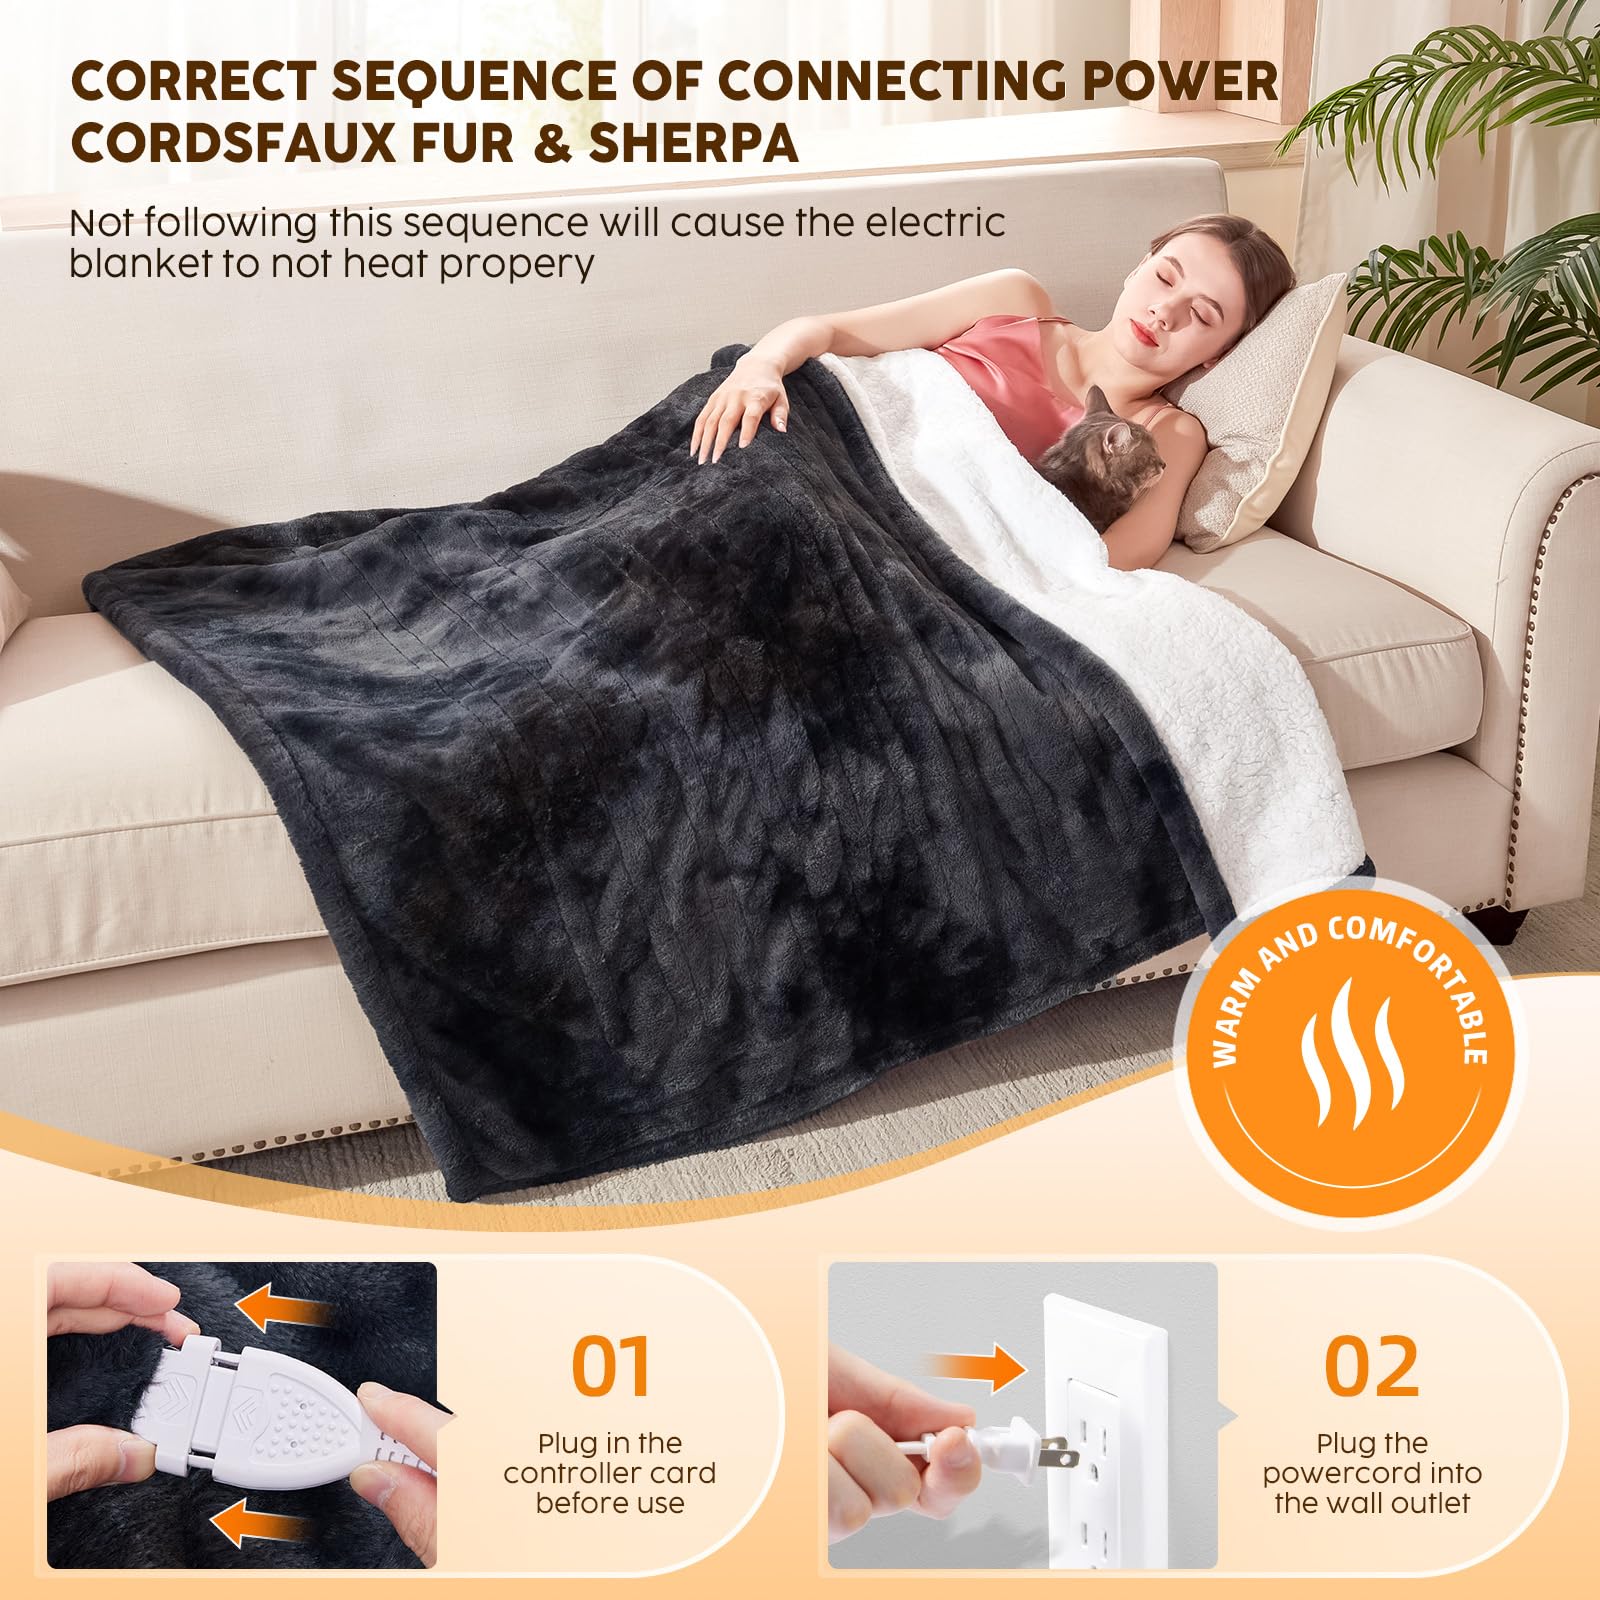 CORRECT SEQUENCE OF CONNECTING POWER
CORDSFAUX FUR & SHERPA
Not following this sequence will cause the electric
blanket to not heat propery
WARM AND COMFORTABLE
01
Plug in the
controller card
before use
02
Plug the
powercord into
the wall outlet